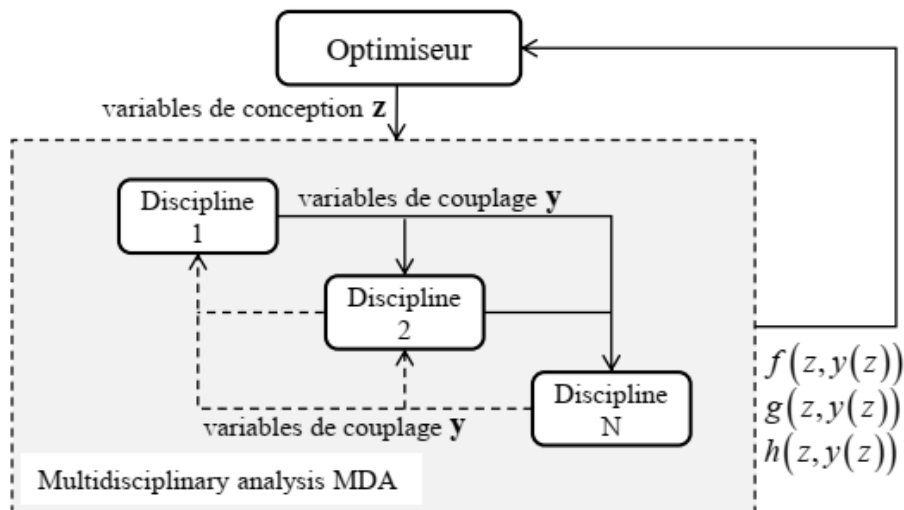 Optimiseur
variables de conception z
Discipline
1
variables de couplage y
Discipline
2
Discipline
N
variables de couplage y
f(z, y(z))
g(z, y(z))
h(z, y(z))
Multidisciplinary analysis MDA